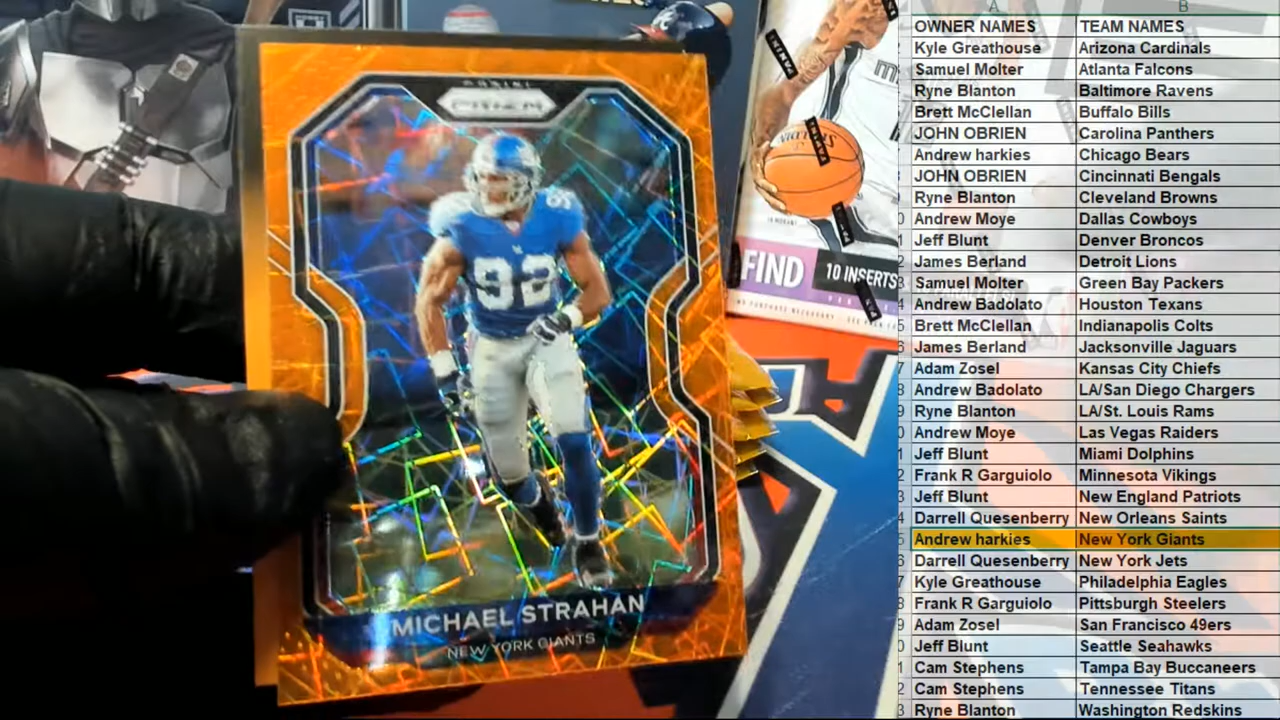 PANINI
PRIZM
92
92
MICHAEL STRAHAN
NEW YORK GIANTS
PANINI
SPALDING
PANINI
JA MORANT
PANINI
FIND
10 INSERTS
A B
OWNER NAMES TEAM NAMES
Kyle Greathouse Arizona Cardinals
Samuel Molter Atlanta Falcons
Ryne Blanton Baltimore Ravens
Brett McClellan Buffalo Bills
JOHN OBRIEN Carolina Panthers
Andrew harkies Chicago Bears
JOHN OBRIEN Cincinnati Bengals
Ryne Blanton Cleveland Browns
Andrew Moye Dallas Cowboys
Jeff Blunt Denver Broncos
James Berland Detroit Lions
Samuel Molter Green Bay Packers
Andrew Badolato Houston Texans
Brett McClellan Indianapolis Colts
James Berland Jacksonville Jaguars
Adam Zosel Kansas City Chiefs
Andrew Badolato LA/San Diego Chargers
Ryne Blanton LA/St. Louis Rams
Andrew Moye Las Vegas Raiders
Jeff Blunt Miami Dolphins
Frank R Garguiolo Minnesota Vikings
Jeff Blunt New England Patriots
Darrell Quesenberry New Orleans Saints
Andrew harkies New York Giants
Darrell Quesenberry New York Jets
Kyle Greathouse Philadelphia Eagles
Frank R Garguiolo Pittsburgh Steelers
Adam Zosel San Francisco 49ers
Jeff Blunt Seattle Seahawks
Cam Stephens Tampa Bay Buccaneers
Cam Stephens Tennessee Titans
Ryne Blanton Washington Redskins